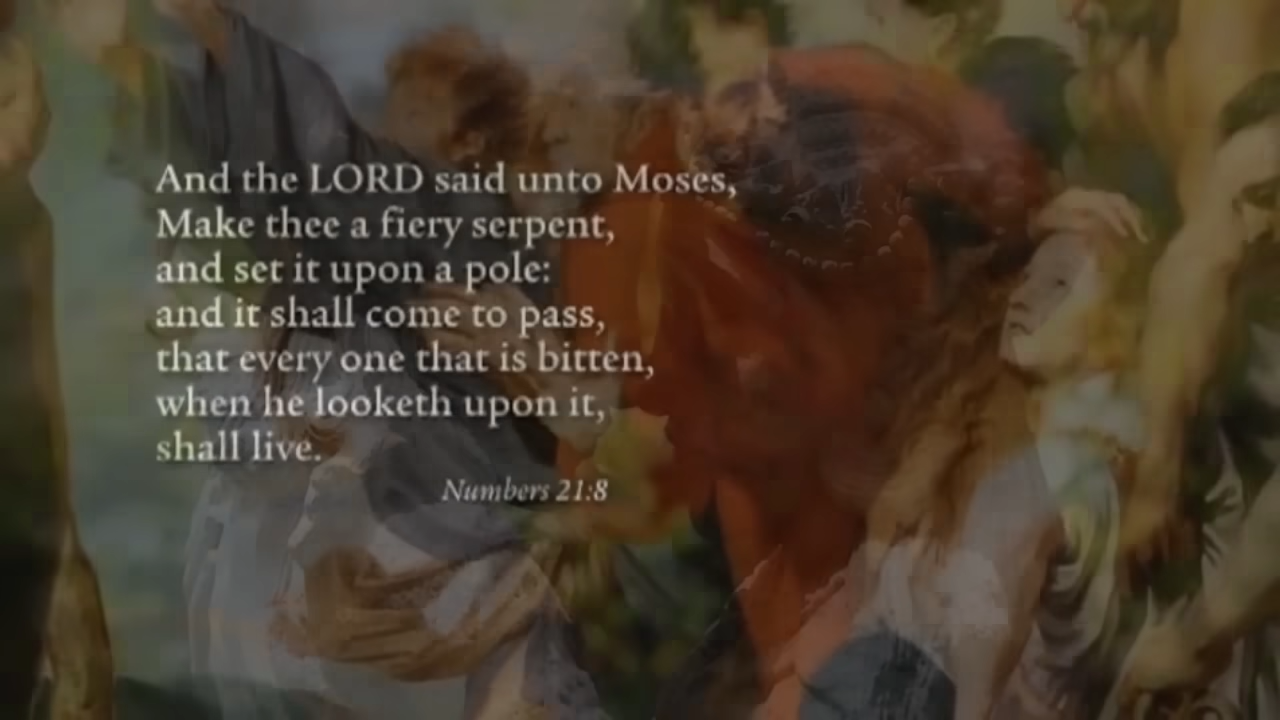 And the LORD said unto Moses,
Make thee a fiery serpent,
and set it upon a pole:
and it shall come to pass,
that every one that is bitten,
when he looketh upon it,
shall live.
Numbers 21:8